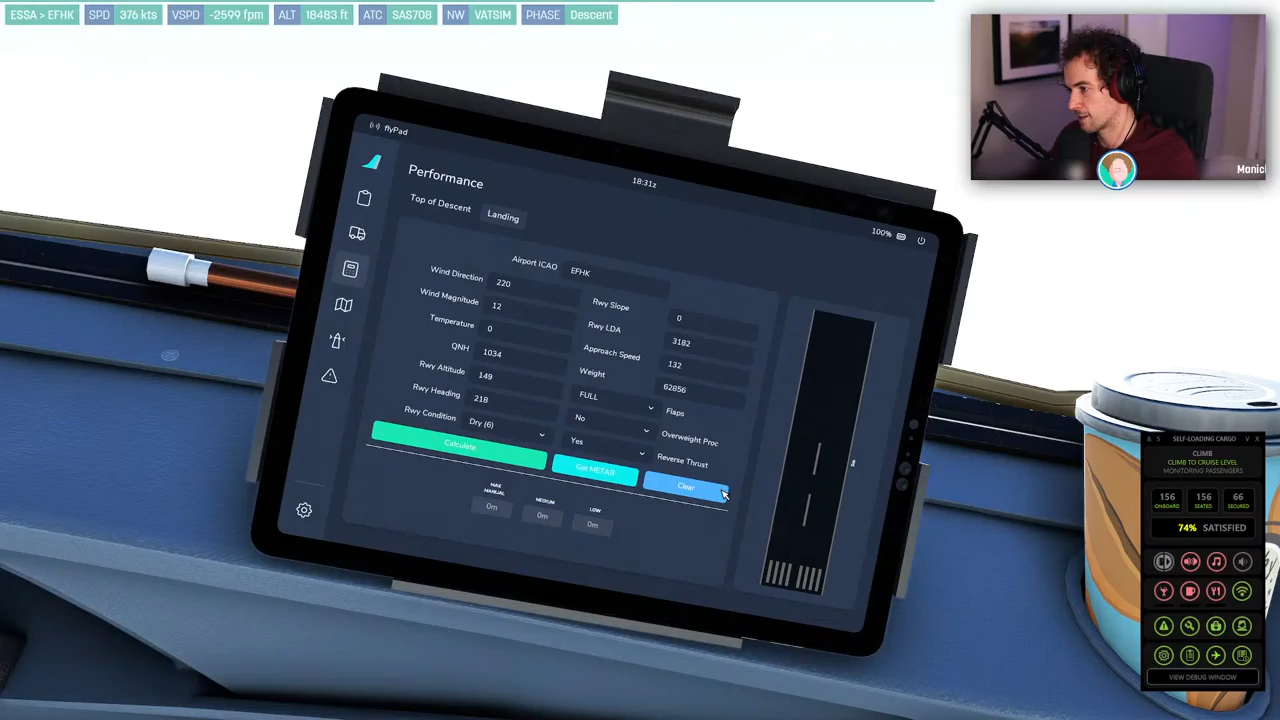 ESSA > EFHK SPD 376 kts VSPD -2599 fpm ALT 18483 ft ATC SAS708 NW VATSIM PHASE Descent
flyPad
18:31z
100%
Performance
Top of Descent Landing
Airport ICAO EFHK
Wind Direction 220 Rwy Slope 0
Wind Magnitude 12 Rwy LDA 3182
Temperature 0 Approach Speed 132
QNH 1034 Weight 62856
Rwy Altitude 149 FULL Flaps
Rwy Heading 218 No Overweight Proc
Rwy Condition Dry (6) Yes Reverse Thrust
Calculate Get METAR Clear
MAX MANUAL MEDIUM LOW
0m 0m 0m
SELF-LOADING CARGO
CLIMB
CLIMB TO CRUISE LEVEL
MONITORING PASSENGERS
156 156 66
ONBOARD SEATED SECURED
74% SATISFIED
VIEW DEBUG WINDOW